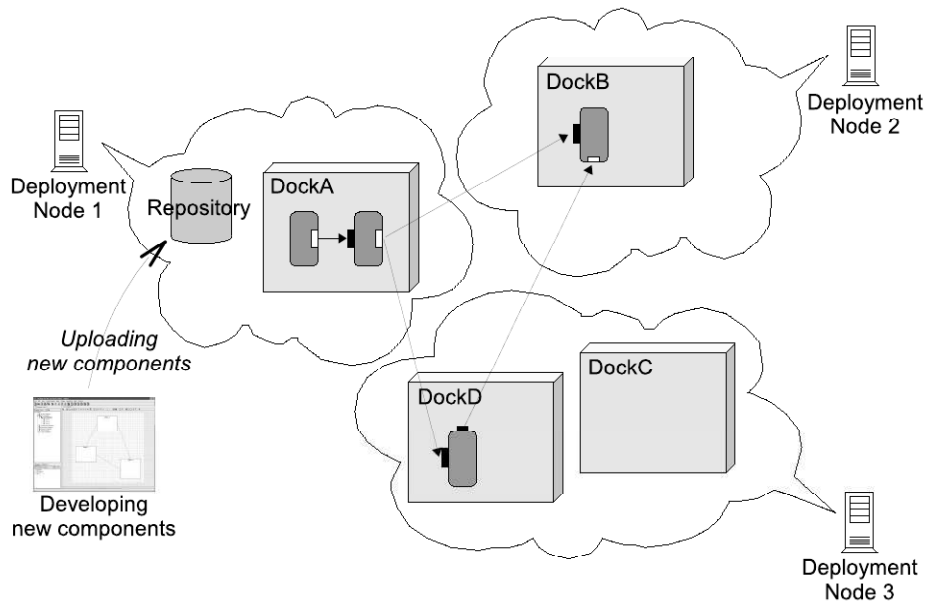 DockB
Deployment
Node 2
Deployment
Node 1
Repository
DockA
Uploading
new components
DockC
DockD
Developing
new components
Deployment
Node 3